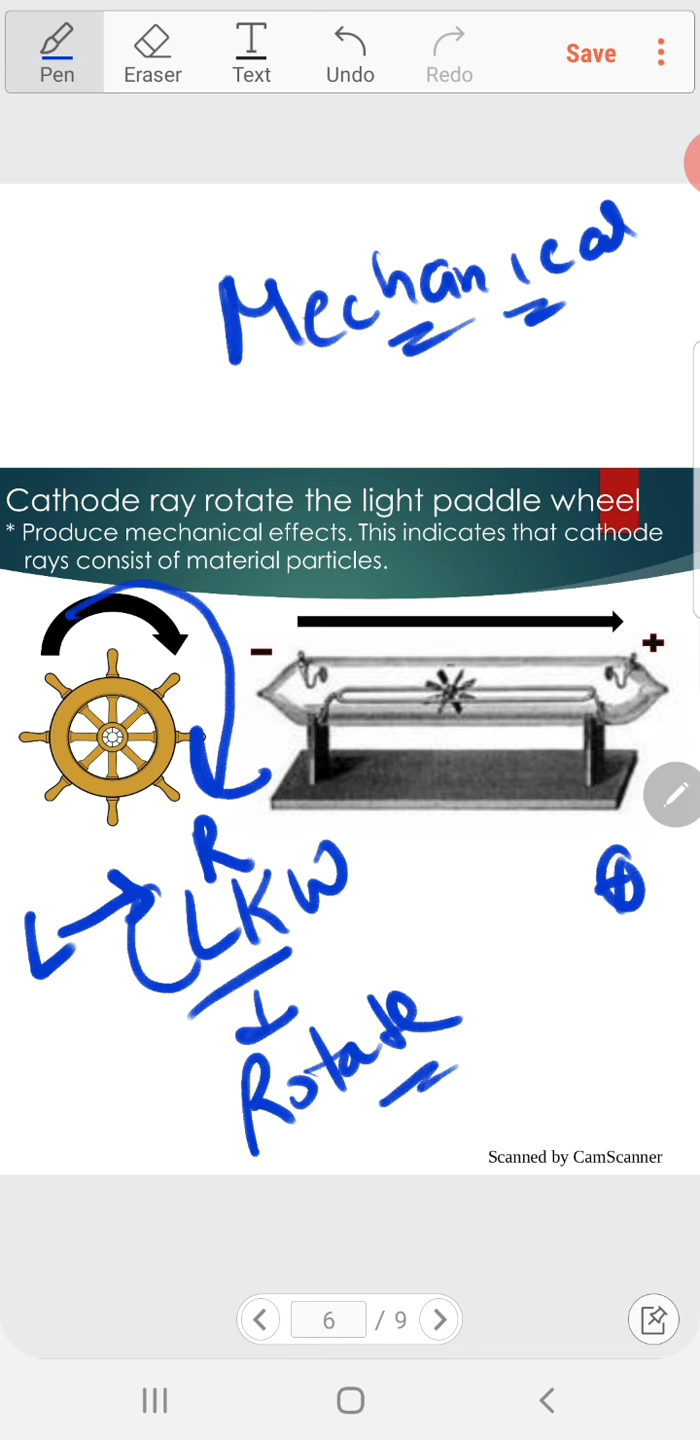 Pen Eraser Text Undo Redo Save
Mechanical
Cathode ray rotate the light paddle wheel
* Produce mechanical effects. This indicates that cathode
rays consist of material particles.
- +
R
LKW
Rotate
Scanned by CamScanner
6 / 9